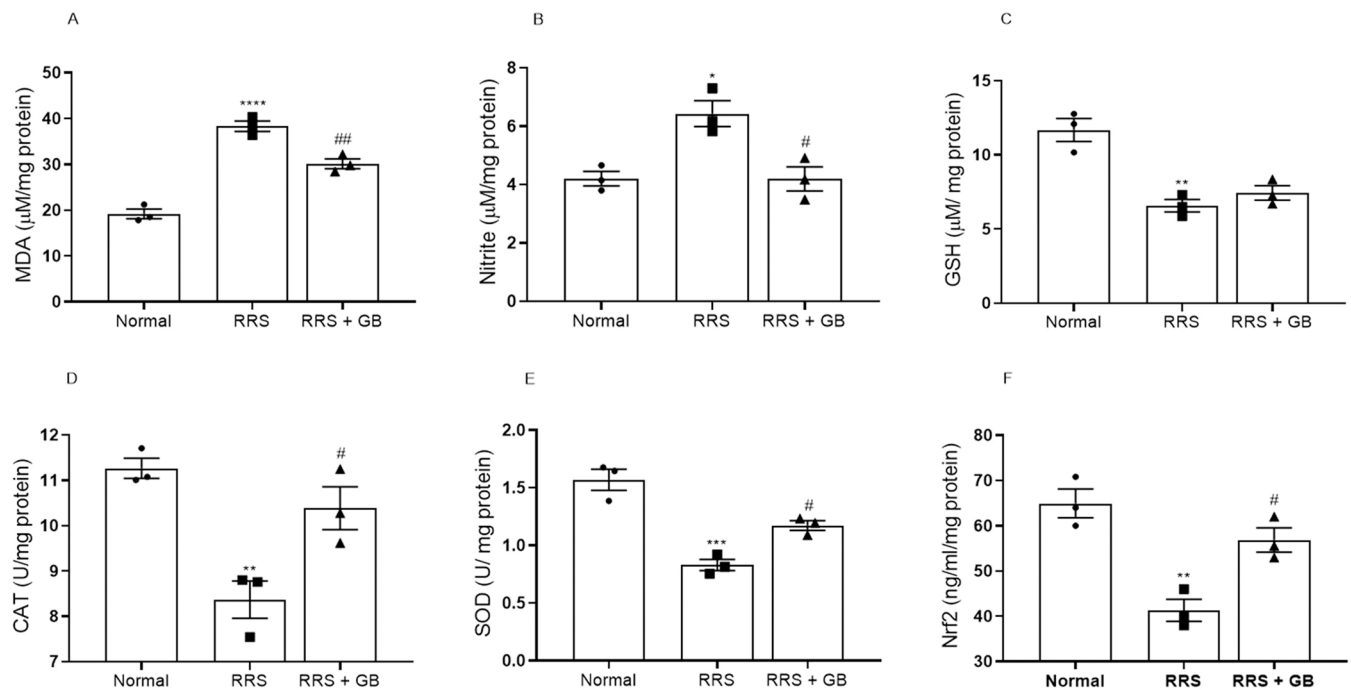 A
MDA (μM/mg protein)
50
40
30
20
10
0
****
##
Normal RRS RRS + GB
B
Nitrite (μM/mg protein)
8
6
4
2
0
*
#
Normal RRS RRS + GB
C
GSH (μM/ mg protein)
15
10
5
0
**
Normal RRS RRS + GB
D
CAT (U/mg protein)
12
11
10
9
8
7
**
#
Normal RRS RRS + GB
E
SOD (U/ mg protein)
2.0
1.5
1.0
0.5
0.0
***
#
Normal RRS RRS + GB
F
Nrf2 (ng/ml/mg protein)
80
70
60
50
40
30
**
#
Normal RRS RRS + GB